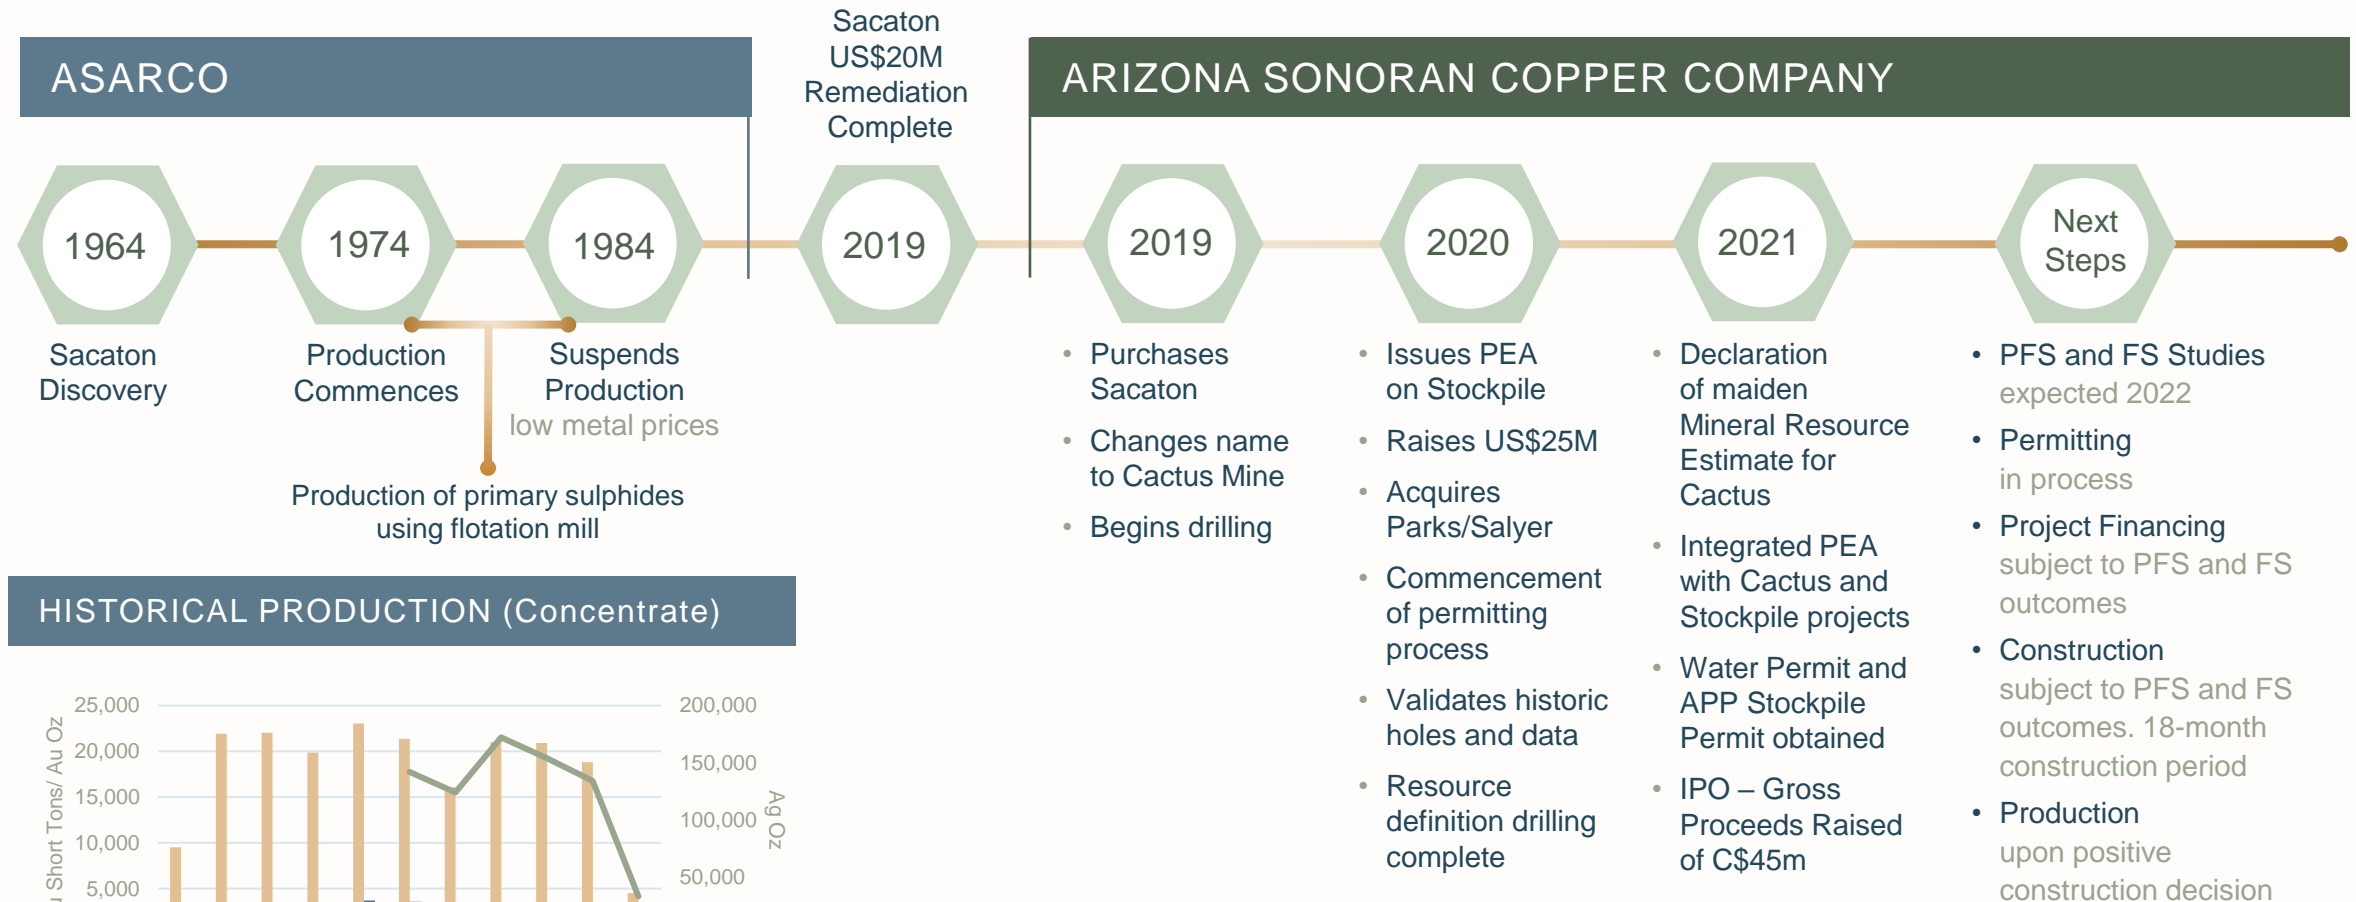 Sacaton
US$20M
Remediation
Complete
ASARCO
ARIZONA SONORAN COPPER COMPANY
1964
1974
1984
2019
2019
2020
2021
Next
Steps
Sacaton
Discovery
Production
Commences
Suspends
Production
low metal prices
Production of primary sulphides
using flotation mill
• Purchases
Sacaton
• Changes name
to Cactus Mine
• Begins drilling
• Issues PEA
on Stockpile
• Raises US$25M
• Acquires
Parks/Salyer
• Commencement
of permitting
process
• Validates historic
holes and data
• Resource
definition drilling
complete
• Declaration
of maiden
Mineral Resource
Estimate for
Cactus
• Integrated PEA
with Cactus and
Stockpile projects
• Water Permit and
APP Stockpile
Permit obtained
• IPO – Gross
Proceeds Raised
of C$45m
• PFS and FS Studies
expected 2022
• Permitting
in process
• Project Financing
subject to PFS and FS
outcomes
• Construction
subject to PFS and FS
outcomes. 18-month
construction period
• Production
upon positive
construction decision
HISTORICAL PRODUCTION (Concentrate)
25,000
20,000
15,000
10,000
5,000
Short Tons/ Au Oz
200,000
150,000
100,000
50,000
Ag Oz